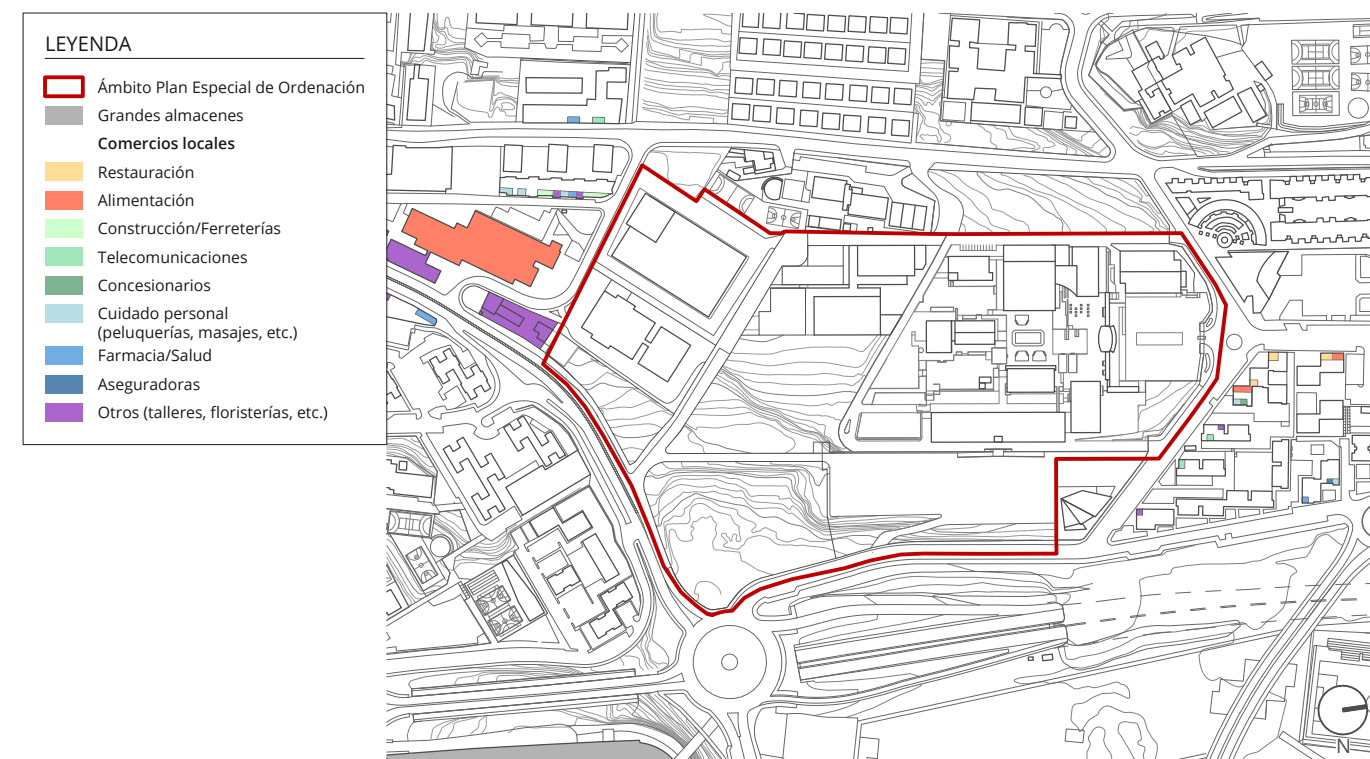 LEYENDA
Ámbito Plan Especial de Ordenación
Grandes almacenes
Comercios locales
Restauración
Alimentación
Construcción/Ferreterías
Telecomunicaciones
Concesionarios
Cuidado personal
(peluquerías, masajes, etc.)
Farmacia/Salud
Aseguradoras
Otros (talleres, floristerías, etc.)
N